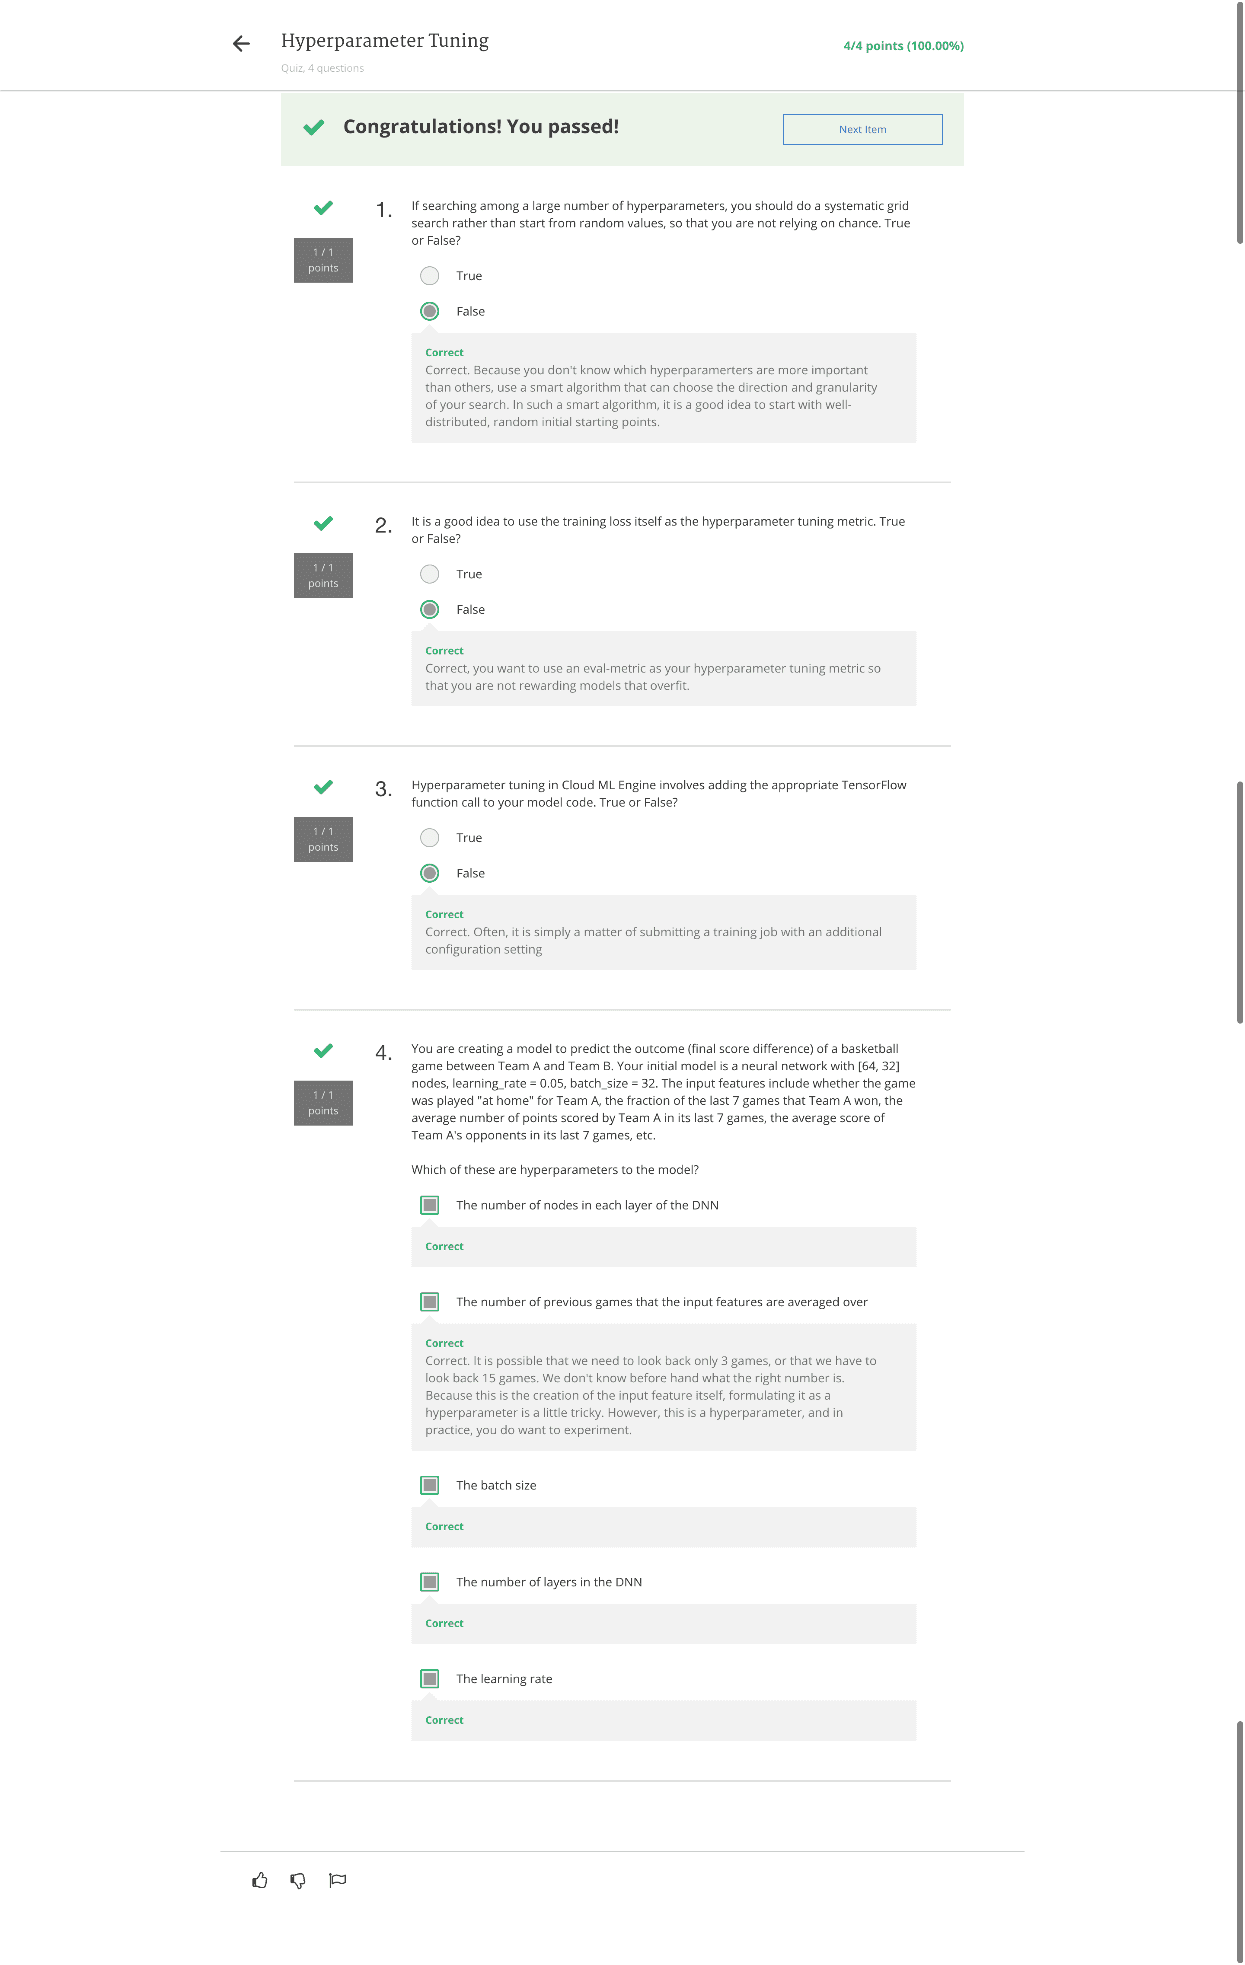 Hyperparameter Tuning
4/4 points (100.00%)
Quiz, 4 questions
Congratulations! You passed!
Next Item
1.
If searching among a large number of hyperparameters, you should do a systematic grid
search rather than start from random values, so that you are not relying on chance. True
or False?
1 / 1
points
True
False
Correct
Correct. Because you don't know which hyperparamerters are more important
than others, use a smart algorithm that can choose the direction and granularity
of your search. In such a smart algorithm, it is a good idea to start with well-
distributed, random initial starting points.
2.
It is a good idea to use the training loss itself as the hyperparameter tuning metric. True
or False?
1 / 1
points
True
False
Correct
Correct, you want to use an eval-metric as your hyperparameter tuning metric so
that you are not rewarding models that overfit.
3.
Hyperparameter tuning in Cloud ML Engine involves adding the appropriate TensorFlow
function call to your model code. True or False?
1 / 1
points
True
False
Correct
Correct. Often, it is simply a matter of submitting a training job with an additional
configuration setting
4.
You are creating a model to predict the outcome (final score difference) of a basketball
game between Team A and Team B. Your initial model is a neural network with [64, 32]
nodes, learning_rate = 0.05, batch_size = 32. The input features include whether the game
was played "at home" for Team A, the fraction of the last 7 games that Team A won, the
average number of points scored by Team A in its last 7 games, the average score of
Team A's opponents in its last 7 games, etc.
1 / 1
points
Which of these are hyperparameters to the model?
The number of nodes in each layer of the DNN
Correct
The number of previous games that the input features are averaged over
Correct
Correct. It is possible that we need to look back only 3 games, or that we have to
look back 15 games. We don't know before hand what the right number is.
Because this is the creation of the input feature itself, formulating it as a
hyperparameter is a little tricky. However, this is a hyperparameter, and in
practice, you do want to experiment.
The batch size
Correct
The number of layers in the DNN
Correct
The learning rate
Correct